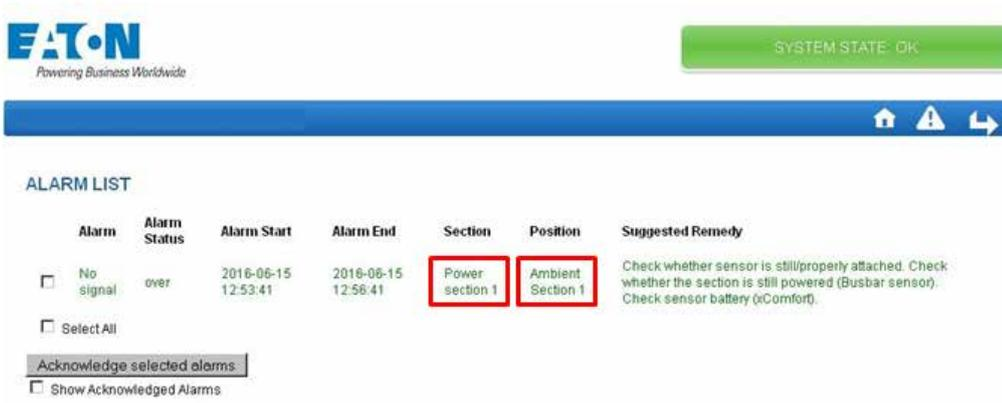 EATON
Powering Business Worldwide
SYSTEM STATE: OK
ALARM LIST
Alarm Alarm Status Alarm Start Alarm End Section Position Suggested Remedy
No signal over 2016-06-15 12:53:41 2016-06-15 12:56:41 Power section 1 Ambient Section 1 Check whether sensor is still/properly attached. Check
whether the section is still powered (Busbar sensor).
Check sensor battery (xComfort).
Select All
Acknowledge selected alarms
Show Acknowledged Alarms